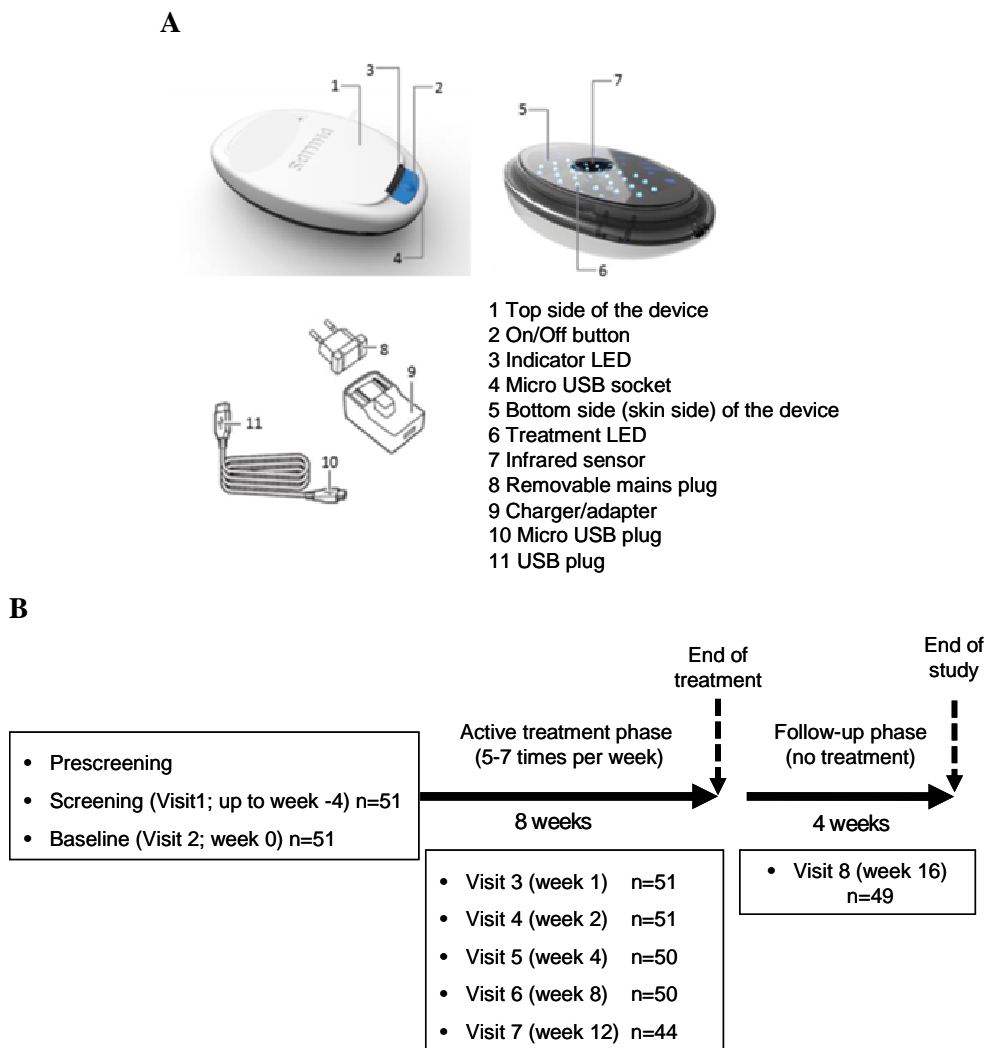 A
3
1
2
7
5
PHILIPS
4
6
8
9
11
10
1 Top side of the device
2 On/Off button
3 Indicator LED
4 Micro USB socket
5 Bottom side (skin side) of the device
6 Treatment LED
7 Infrared sensor
8 Removable mains plug
9 Charger/adapter
10 Micro USB plug
11 USB plug
B
• Prescreening
• Screening (Visit1; up to week -4) n=51
• Baseline (Visit 2; week 0) n=51
Active treatment phase
(5-7 times per week)
8 weeks
End of
treatment
• Visit 3 (week 1) n=51
• Visit 4 (week 2) n=51
• Visit 5 (week 4) n=50
• Visit 6 (week 8) n=50
• Visit 7 (week 12) n=44
Follow-up phase
(no treatment)
4 weeks
End of
study
• Visit 8 (week 16)
n=49